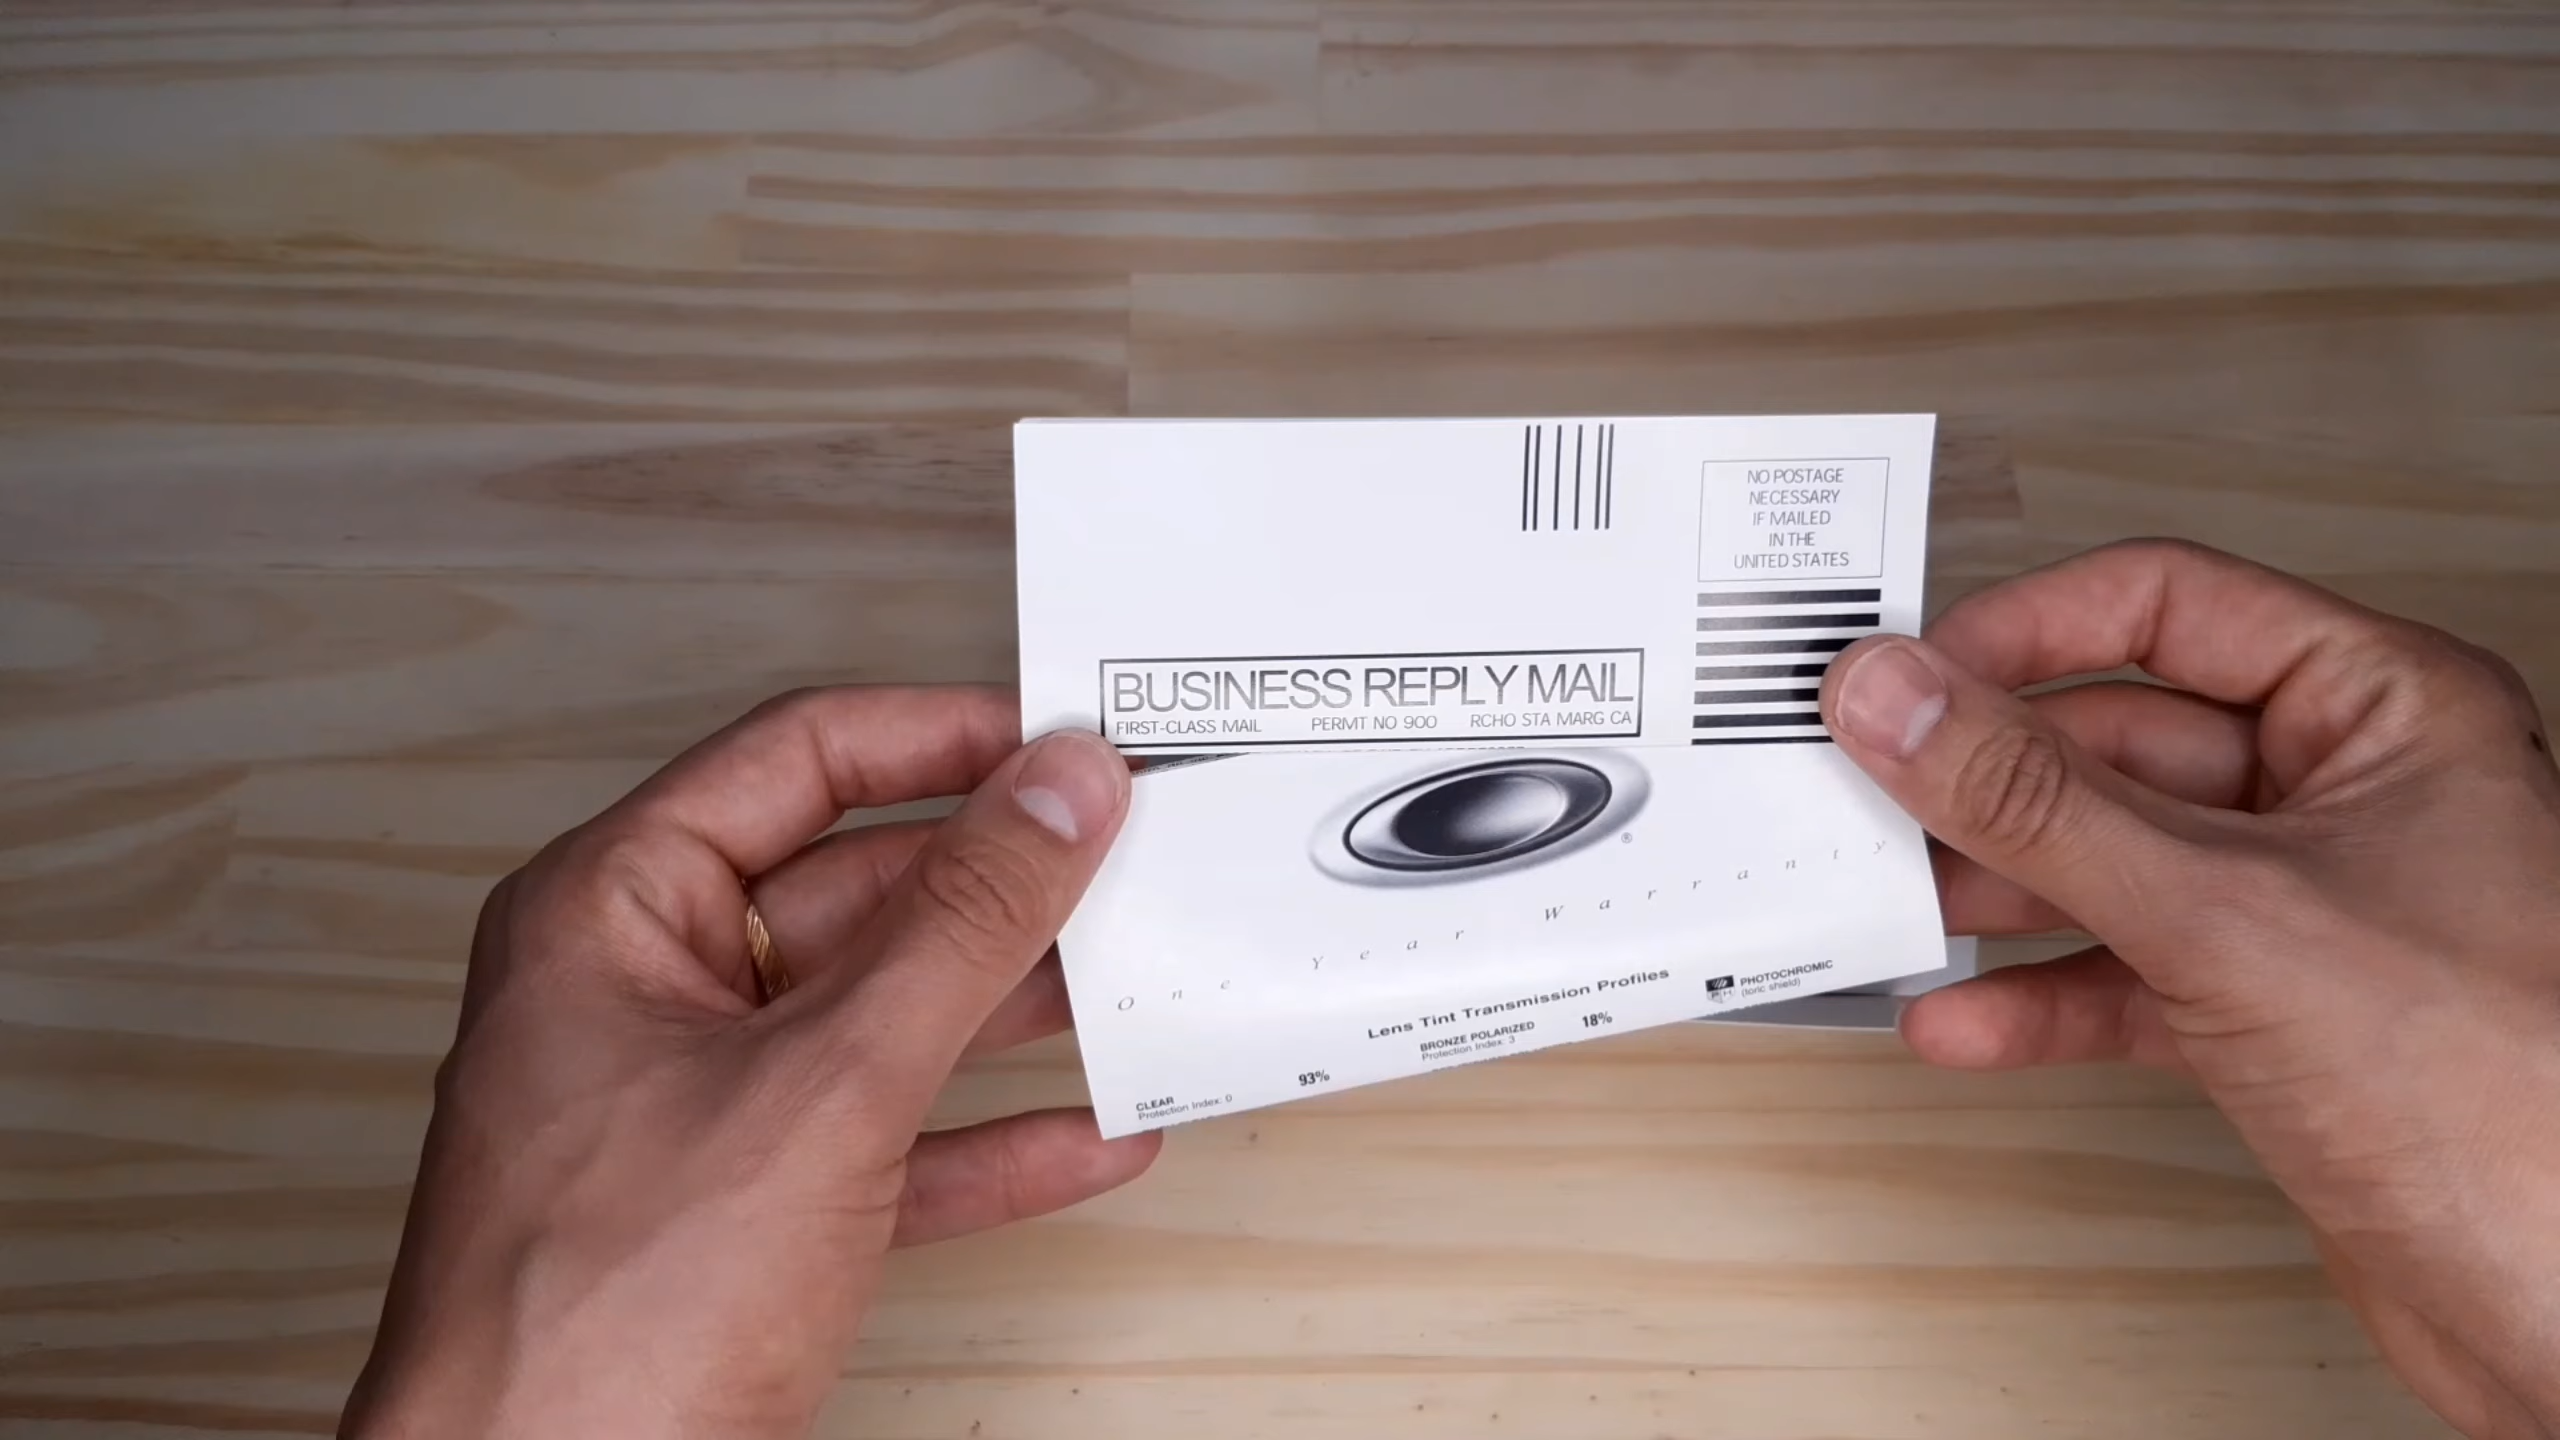 NO POSTAGE
NECESSARY
IF MAILED
IN THE
UNITED STATES
BUSINESS REPLY MAIL
FIRST-CLASS MAIL PERMT NO 900 RCHO STA MARG CA
®
One Year Warranty
Lens Tint Transmission Profiles
PHOTOCHROMIC
(toric shield)
BRONZE POLARIZED 18%
Protection Index: 3
CLEAR 93%
Protection Index: 0